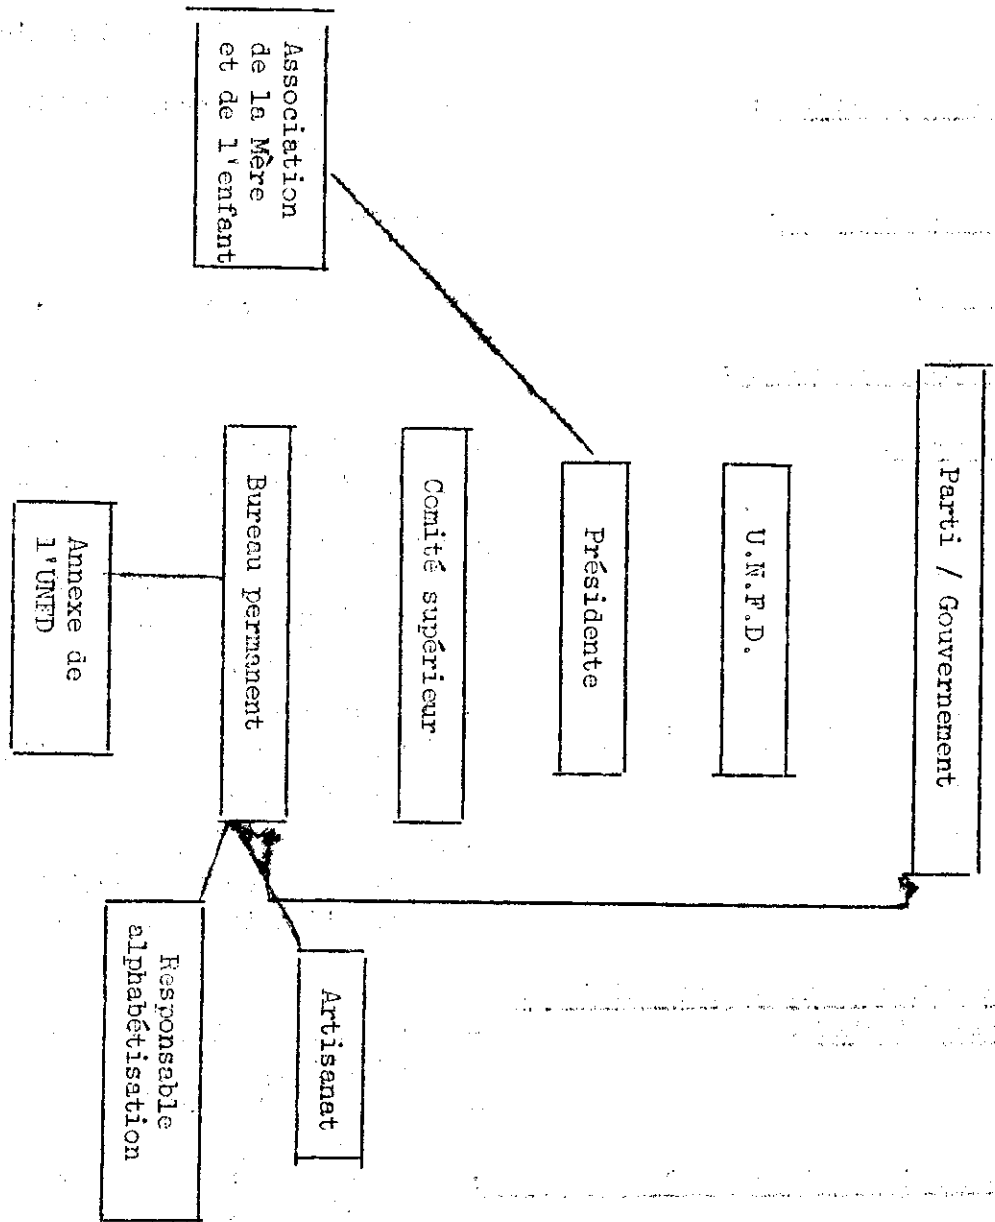 Parti / Gouvernement
U.N.F.D.
Présidente
Association
de la Mère
et de l'enfant
Comité supérieur
Bureau permanent
Artisanat
Annexe de
l'UNFD
Responsable
alphabétisation